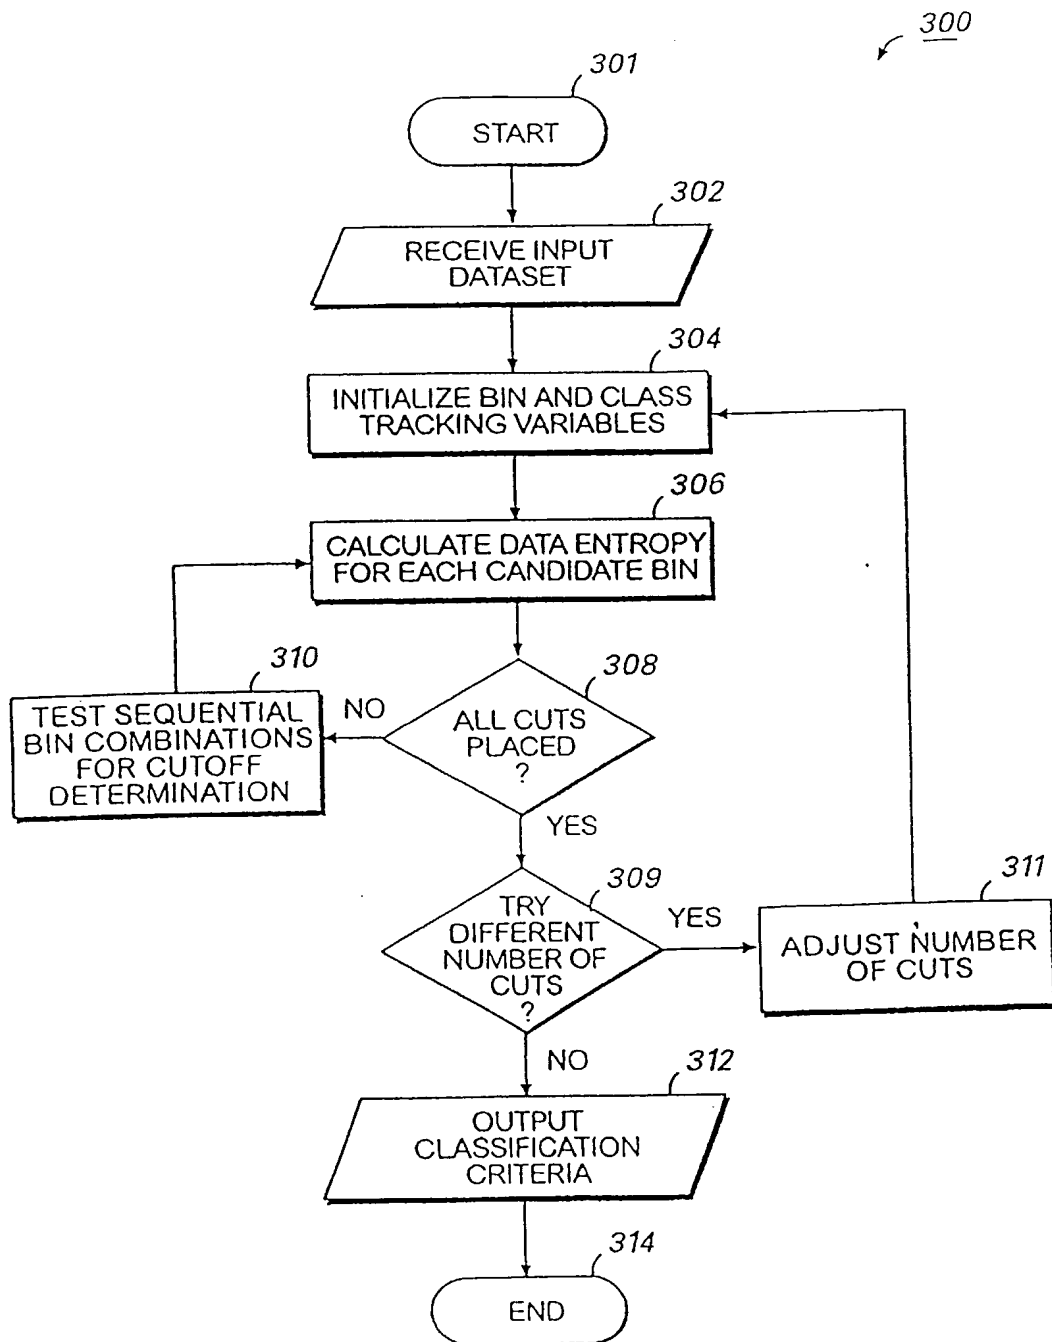 300
301
START
302
RECEIVE INPUT
DATASET
304
INITIALIZE BIN AND CLASS
TRACKING VARIABLES
306
CALCULATE DATA ENTROPY
FOR EACH CANDIDATE BIN
310
TEST SEQUENTIAL
BIN COMBINATIONS
FOR CUTOFF
DETERMINATION
NO
308
ALL CUTS
PLACED
?
YES
309
TRY
DIFFERENT
NUMBER OF
CUTS
?
YES
311
ADJUST NUMBER
OF CUTS
NO
312
OUTPUT
CLASSIFICATION
CRITERIA
314
END